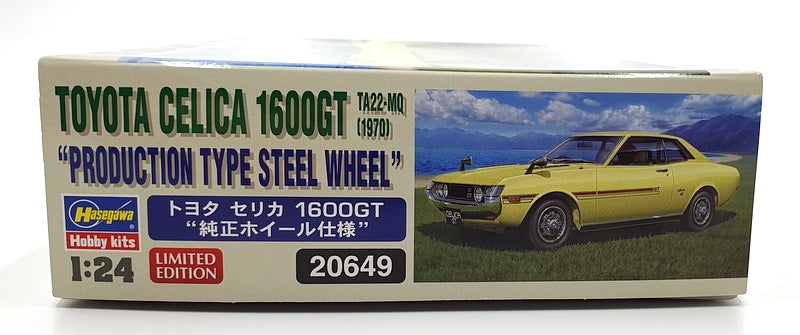 TOYOTA CELICA 1600GT TA22-MQ (1970)
"PRODUCTION TYPE STEEL WHEEL"
Hasegawa
Hobby kits
トヨタ セリカ 1600GT
"純正ホイール仕様"
1:24
LIMITED
EDITION
20649
CELICA